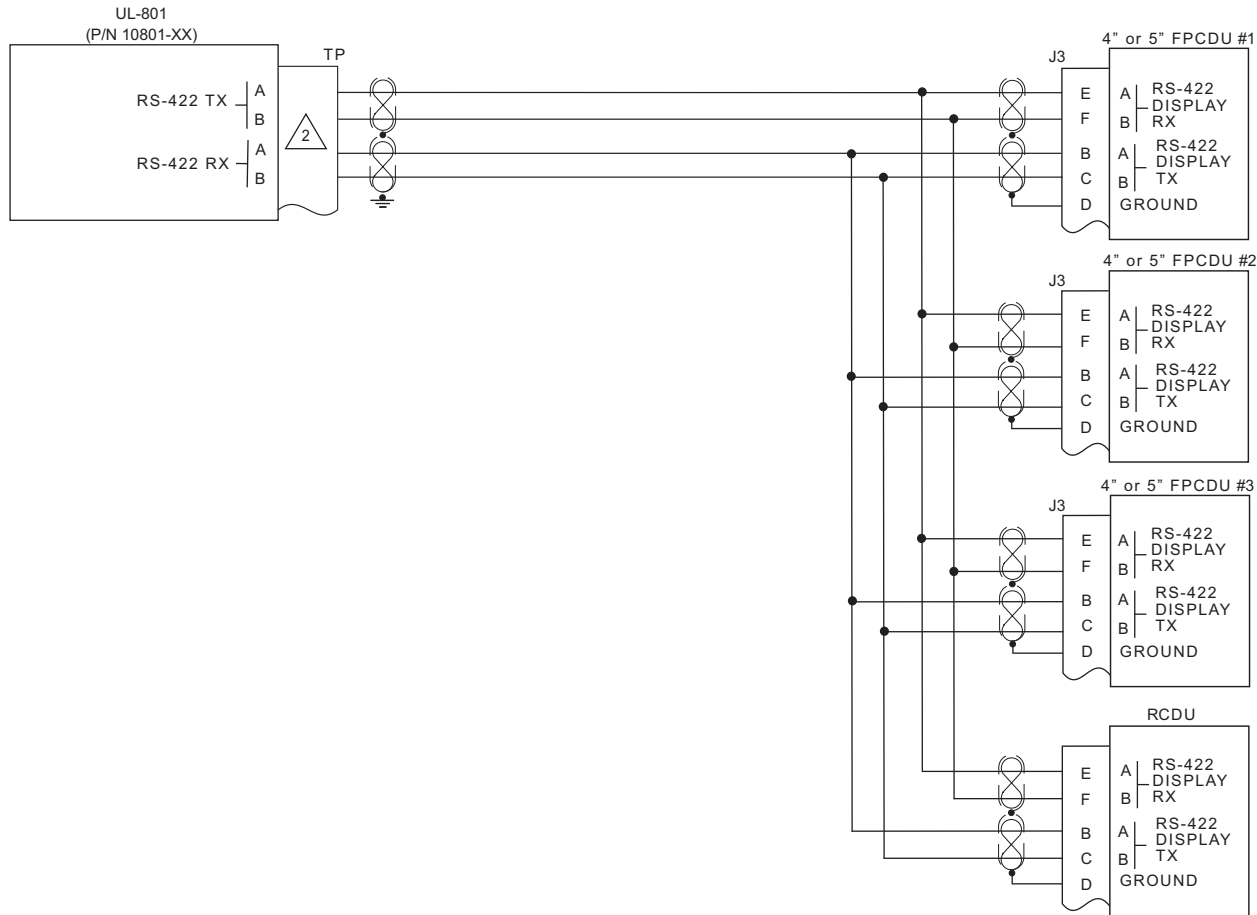 UL-801
(P/N 10801-XX)
TP
RS-422 TX
A
B
RS-422 RX
A
B
2
4” or 5” FPCDU #1
J3
E
F
B
C
D
A
B
RS-422
DISPLAY
RX
A
B
RS-422
DISPLAY
TX
GROUND
4” or 5” FPCDU #2
J3
E
F
B
C
D
A
B
RS-422
DISPLAY
RX
A
B
RS-422
DISPLAY
TX
GROUND
4” or 5” FPCDU #3
J3
E
F
B
C
D
A
B
RS-422
DISPLAY
RX
A
B
RS-422
DISPLAY
TX
GROUND
RCDU
E
F
B
C
D
A
B
RS-422
DISPLAY
RX
A
B
RS-422
DISPLAY
TX
GROUND